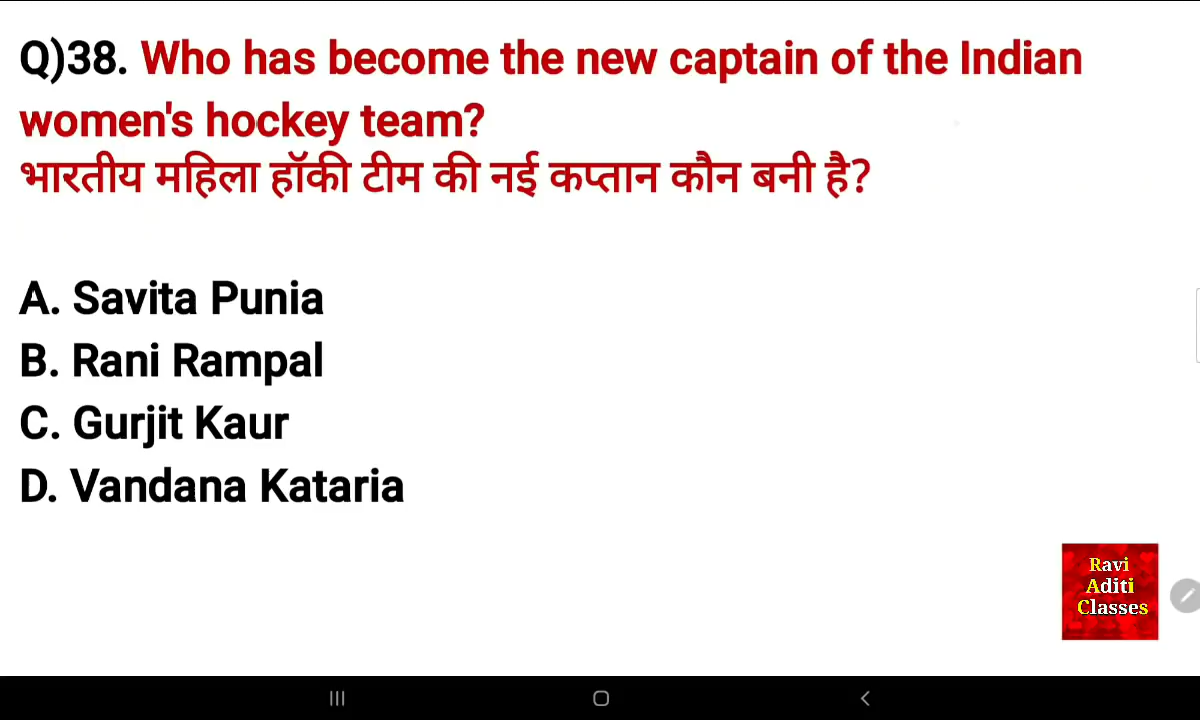 Q)38. Who has become the new captain of the Indian
women's hockey team?
भारतीय महिला हॉकी टीम की नई कप्तान कौन बनी है?
A. Savita Punia
B. Rani Rampal
C. Gurjit Kaur
D. Vandana Kataria
Ravi
Aditi
Classes